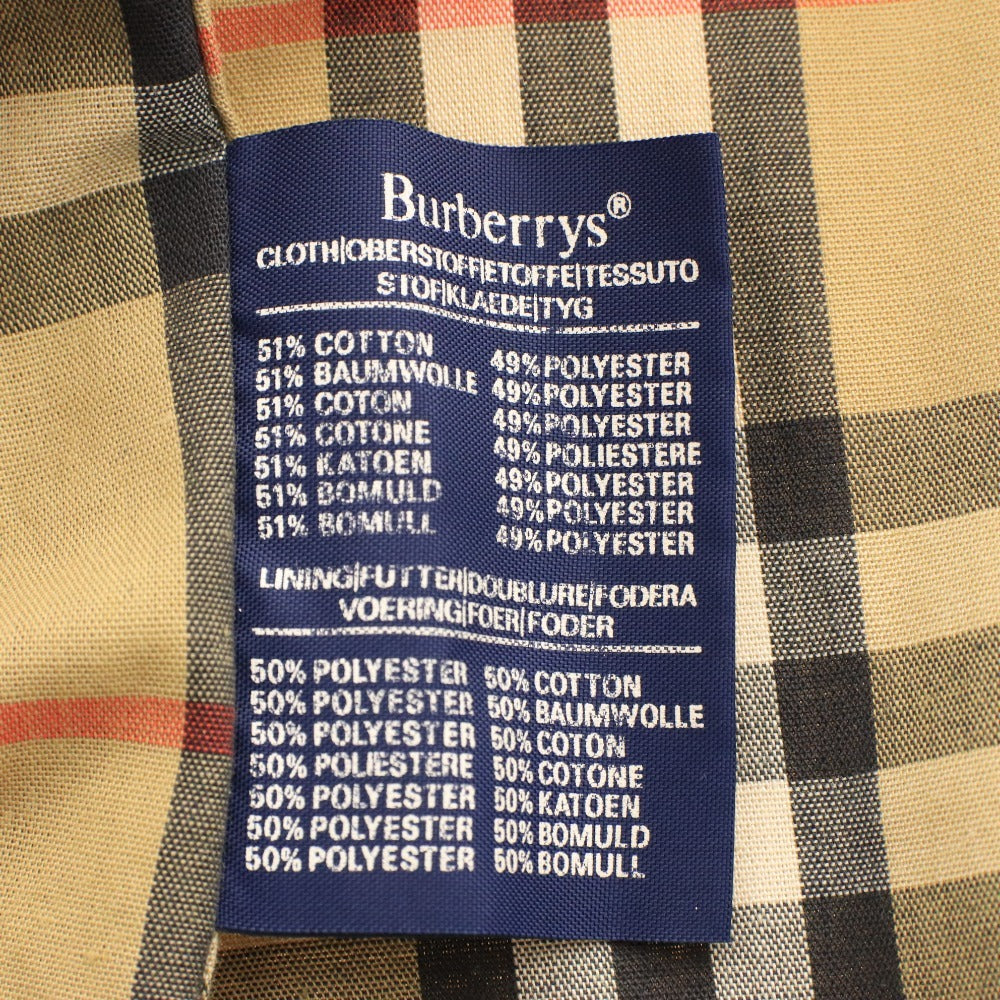 Burberrys®
CLOTH|OBERSTOFF|ETOFFE|TESSUTO
STOF|KLAEDE|TYG
51% COTTON 49% POLYESTER
51% BAUMWOLLE 49% POLYESTER
51% COTON 49% POLYESTER
51% COTONE 49% POLIESTERE
51% KATOEN 49% POLYESTER
51% BOMULD 49% POLYESTER
51% BOMULL 49% POLYESTER
LINING|FUTTER|DOUBLURE|FODERA
VOERING|FOER|FODER
50% POLYESTER 50% COTTON
50% POLYESTER 50% BAUMWOLLE
50% POLYESTER 50% COTON
50% POLIESTERE 50% COTONE
50% POLYESTER 50% KATOEN
50% POLYESTER 50% BOMULD
50% POLYESTER 50% BOMULL